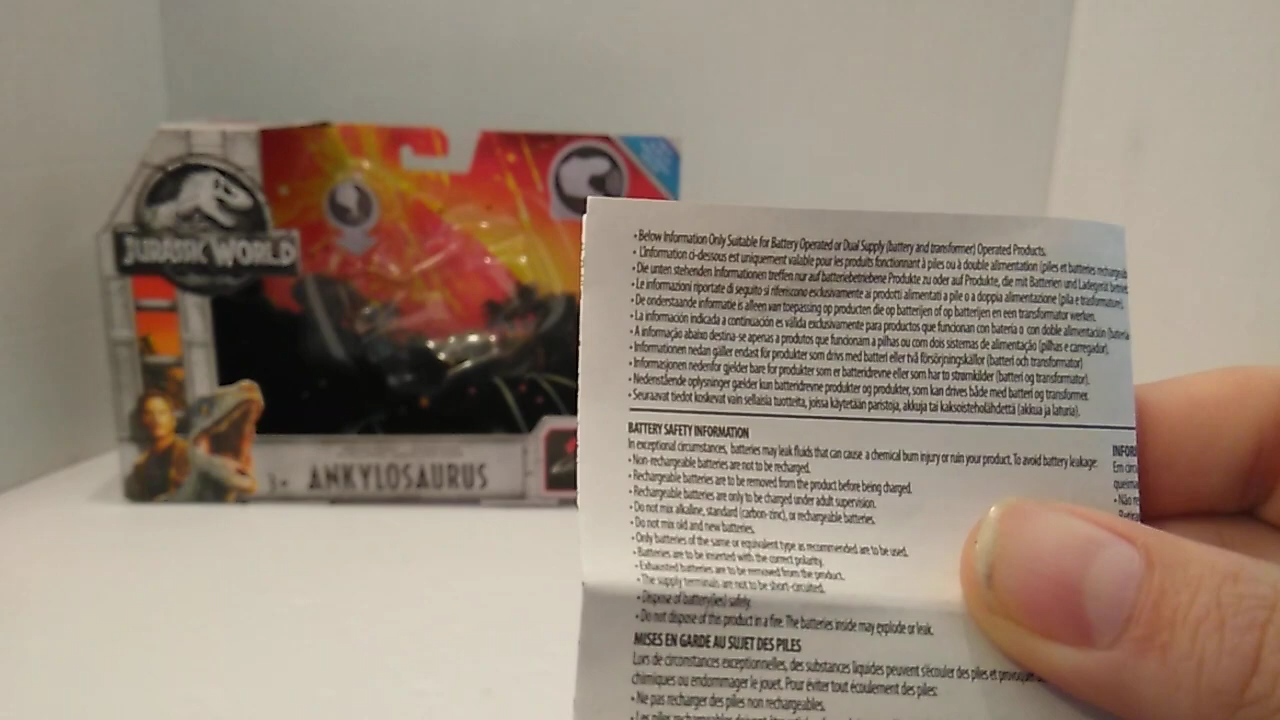 JURASSIC WORLD
3+ ANKYLOSAURUS
• Below Information Only Suitable for Battery Operated or Dual Supply (battery and transformer) Operated Products.
• L'information ci-dessous est uniquement valable pour les produits fonctionnant à piles ou à double alimentation (piles et batteries
• Die unten stehenden Informationen treffen nur auf batteriebetriebene Produkte zu oder auf Produkte, die mit Batterien und Ladegerät
• Le informazioni riportate di seguito si riferiscono esclusivamente ai prodotti alimentati a pile o a doppia alimentazione (pila e trasformatore).
• De onderstaande informatie is alleen van toepassing op producten die op batterijen of op batterijen en een transformator werken.
• La información indicada a continuación es válida exclusivamente para productos que funcionan con batería o con doble alimentación
• A informação abaixo destina-se apenas a produtos que funcionam a pilhas ou com dois sistemas de alimentação (pilhas e carregador).
• Informationen nedan gäller endast för produkter som drivs med batteri eller två försörjningskällor (batteri och transformator)
• Informasjonen nedenfor gjelder bare for produkter som er batteridrevne eller som har to strømkilder (batteri og transformator).
• Nedenstående oplysninger gælder kun batteridrevne produkter og produkter, som kan drives både med batteri og transformer.
• Seuraavat tiedot koskevat vain sellaisia tuotteita, joissa käytetään paristoja, akkuja tai kaksoisteholähdettä (akkuja ja laturia).
BATTERY SAFETY INFORMATION
In exceptional circumstances, batteries may leak fluids that can cause a chemical burn injury or ruin your product. To avoid battery leakage:
• Non-rechargeable batteries are not to be recharged.
• Rechargeable batteries are to be removed from the product before being charged.
• Rechargeable batteries are only to be charged under adult supervision.
• Do not mix alkaline, standard (carbon-zinc), or rechargeable batteries.
• Do not mix old and new batteries.
• Only batteries of the same or equivalent type as recommended are to be used.
• Batteries are to be inserted with the correct polarity.
• Exhausted batteries are to be removed from the product.
• The supply terminals are not to be short-circuited.
• Dispose of battery(ies) safely.
• Do not dispose of this product in a fire. The batteries inside may explode or leak.
MISES EN GARDE AU SUJET DES PILES
Lors de circonstances exceptionnelles, des substances liquides peuvent s'écouler des piles et
chimiques ou endommager le jouet. Pour éviter tout écoulement des piles:
• Ne pas recharger des piles non rechargeables.
• Les piles
INFOR
Em circ
queima
• Não re